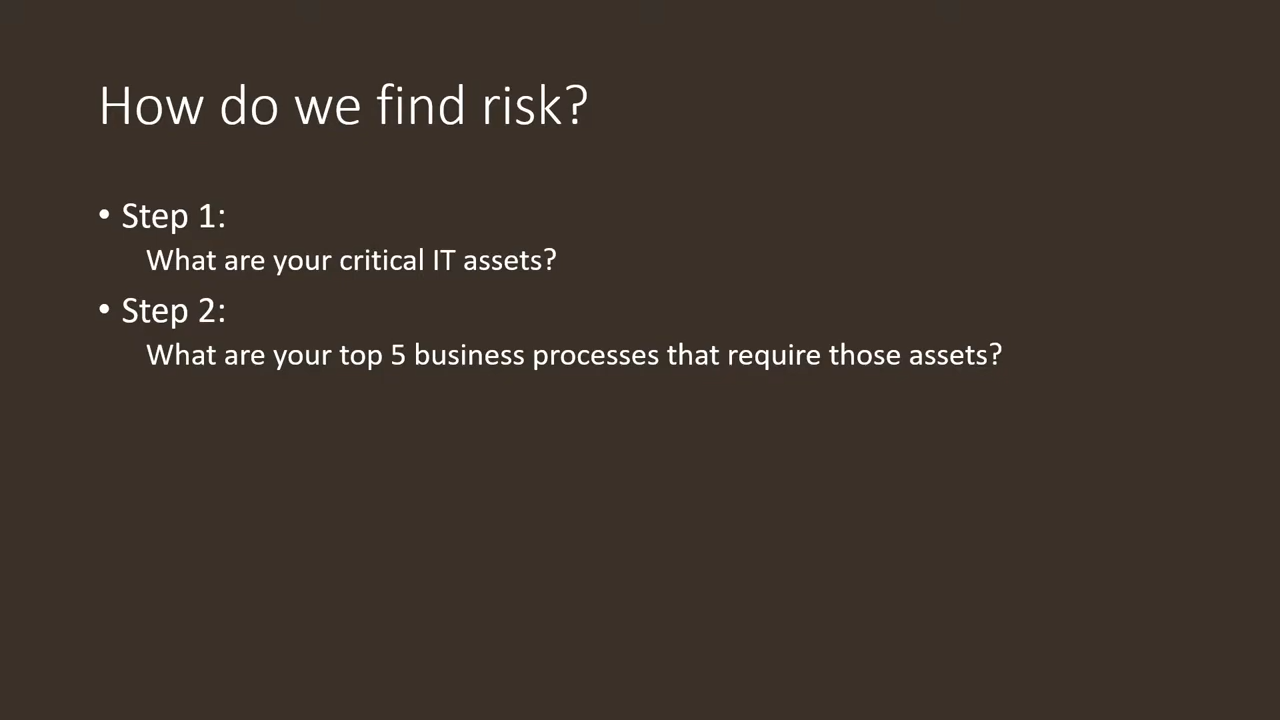 How do we find risk?
• Step 1:
What are your critical IT assets?
• Step 2:
What are your top 5 business processes that require those assets?